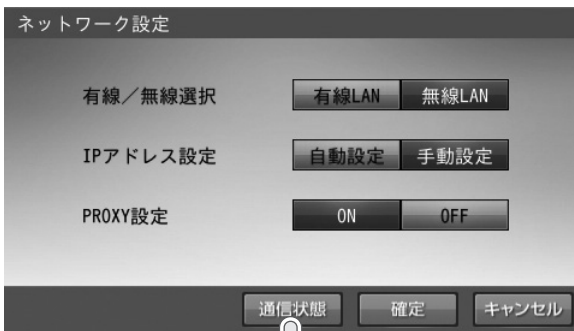 ネットワーク設定
有線／無線選択 有線LAN 無線LAN
IPアドレス設定 自動設定 手動設定
PROXY設定 ON OFF
通信状態 確定 キャンセル